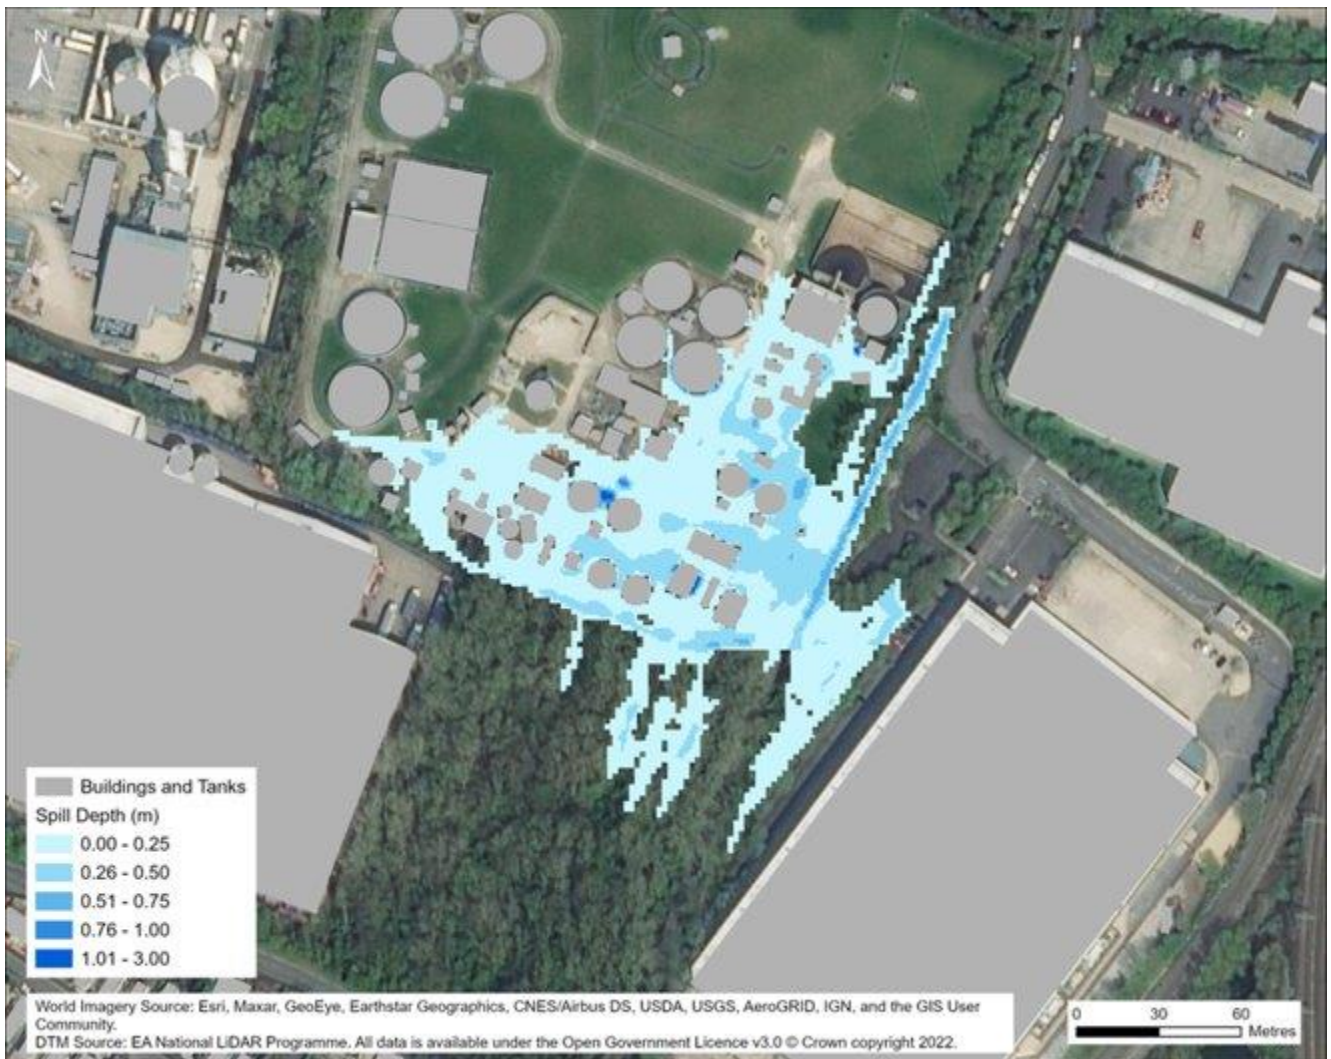 N
Buildings and Tanks
Spill Depth (m)
0.00 - 0.25
0.26 - 0.50
0.51 - 0.75
0.76 - 1.00
1.01 - 3.00
World Imagery Source: Esri, Maxar, GeoEye, Earthstar Geographics, CNES/Airbus DS, USDA, USGS, AeroGRID, IGN, and the GIS User
Community.
DTM Source: EA National LiDAR Programme. All data is available under the Open Government Licence v3.0 © Crown copyright 2022.
0 30 60
Metres